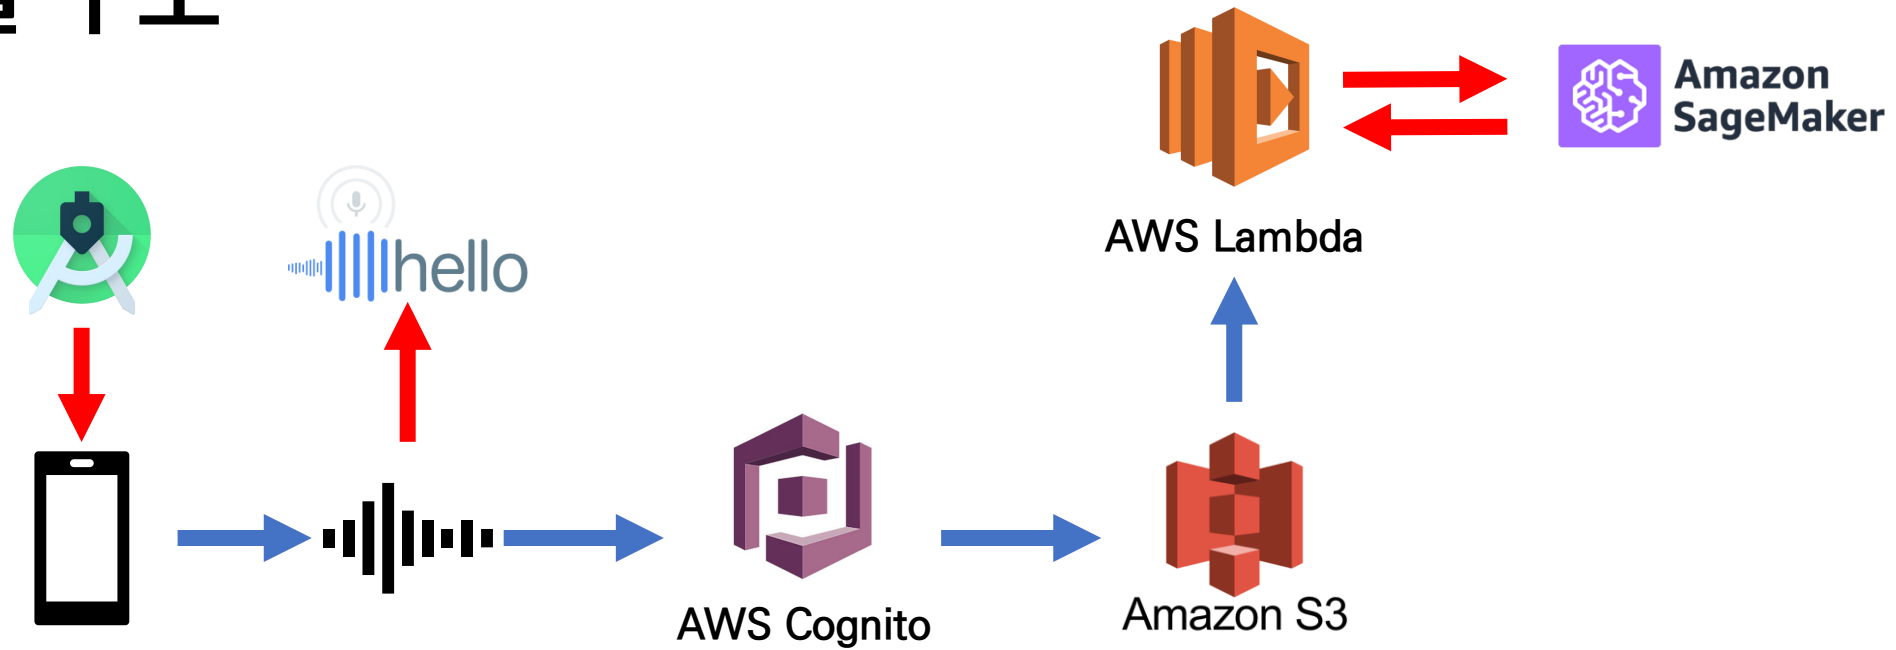 Amazon
SageMaker
hello
AWS Lambda
AWS Cognito
Amazon S3